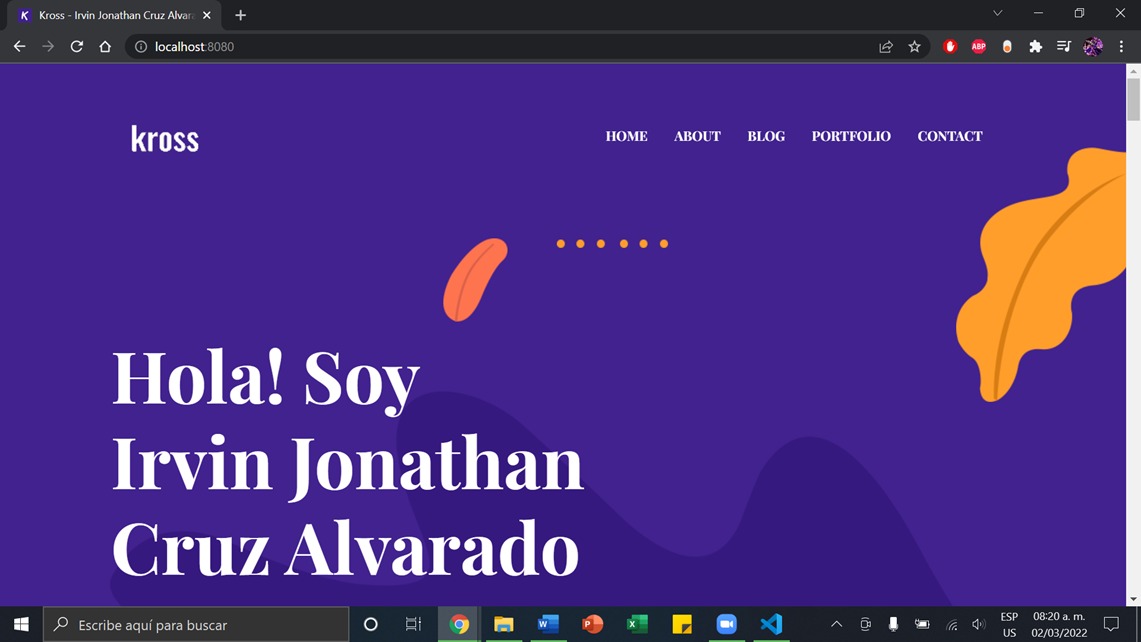 K Kross - Irvin Jonathan Cruz Alvara
localhost:8080
ABP
kross
HOME ABOUT BLOG PORTFOLIO CONTACT
Hola! Soy
Irvin Jonathan
Cruz Alvarado
Escribe aquí para buscar
ESP
US
08:20 a. m.
02/03/2022